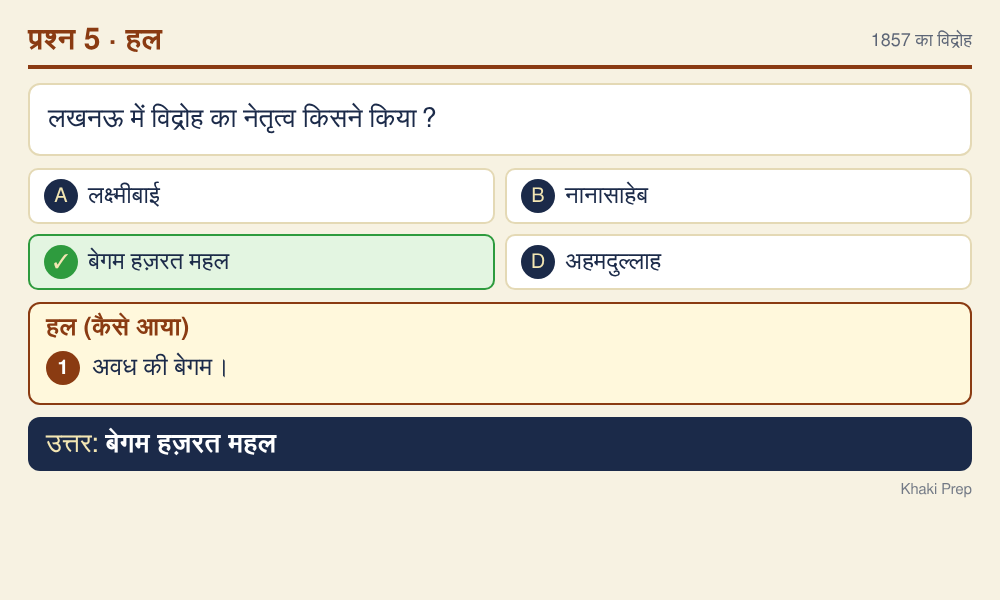 प्रश्न 5 · हल
1857 का विद्रोह
लखनऊ में विद्रोह का नेतृत्व किसने किया ?
A लक्ष्मीबाई
B नानासाहेब
✓ बेगम हज़रत महल
D अहमदुल्लाह
हल (कैसे आया)
1 अवध की बेगम।
उत्तर: बेगम हज़रत महल
Khaki Prep